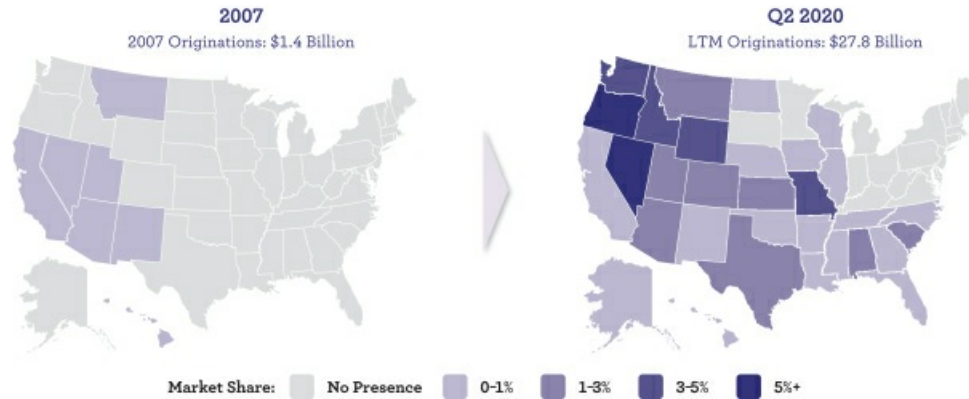 2007
2007 Originations: $1.4 Billion
Q2 2020
LTM Originations: $27.8 Billion
Market Share: No Presence 0-1% 1-3% 3-5% 5%+